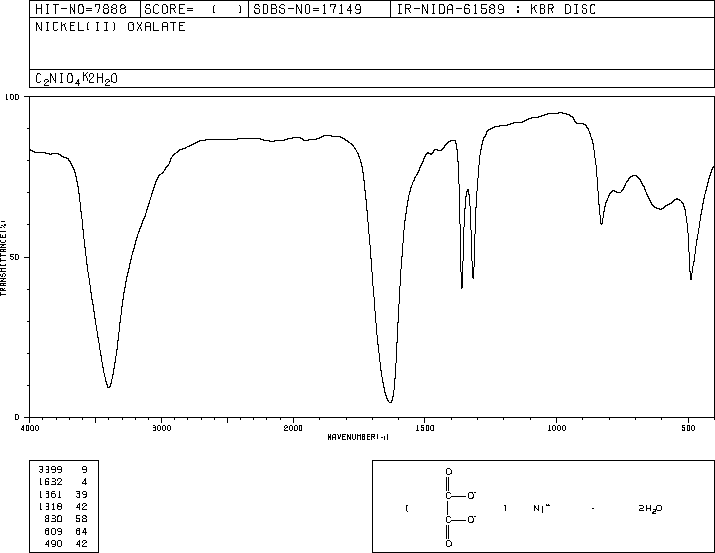 HIT-NO=7888 SCORE= ( ) SDBS-NO=17149 IR-NIDA-61589 : KBR DISC
NICKEL(II) OXALATE
C2NIO4K2H2O
100
50
0
TRANSMITTANCE(%)
4000 3000 2000 1500 1000 500
WAVENUMBER(-1)
3399 9
1632 4
1361 39
1318 42
830 58
609 64
490 42
O
C—O-
( ) Ni++ · 2H2O
C—O-
O